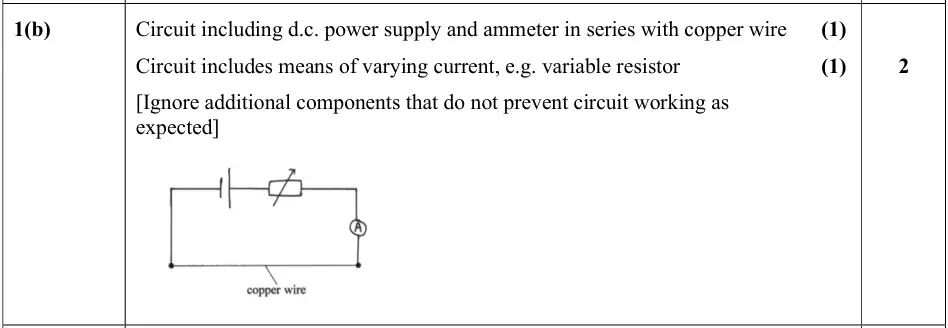 1(b)
Circuit including d.c. power supply and ammeter in series with copper wire (1)
Circuit includes means of varying current, e.g. variable resistor (1) 2
[Ignore additional components that do not prevent circuit working as
expected]
A
copper wire